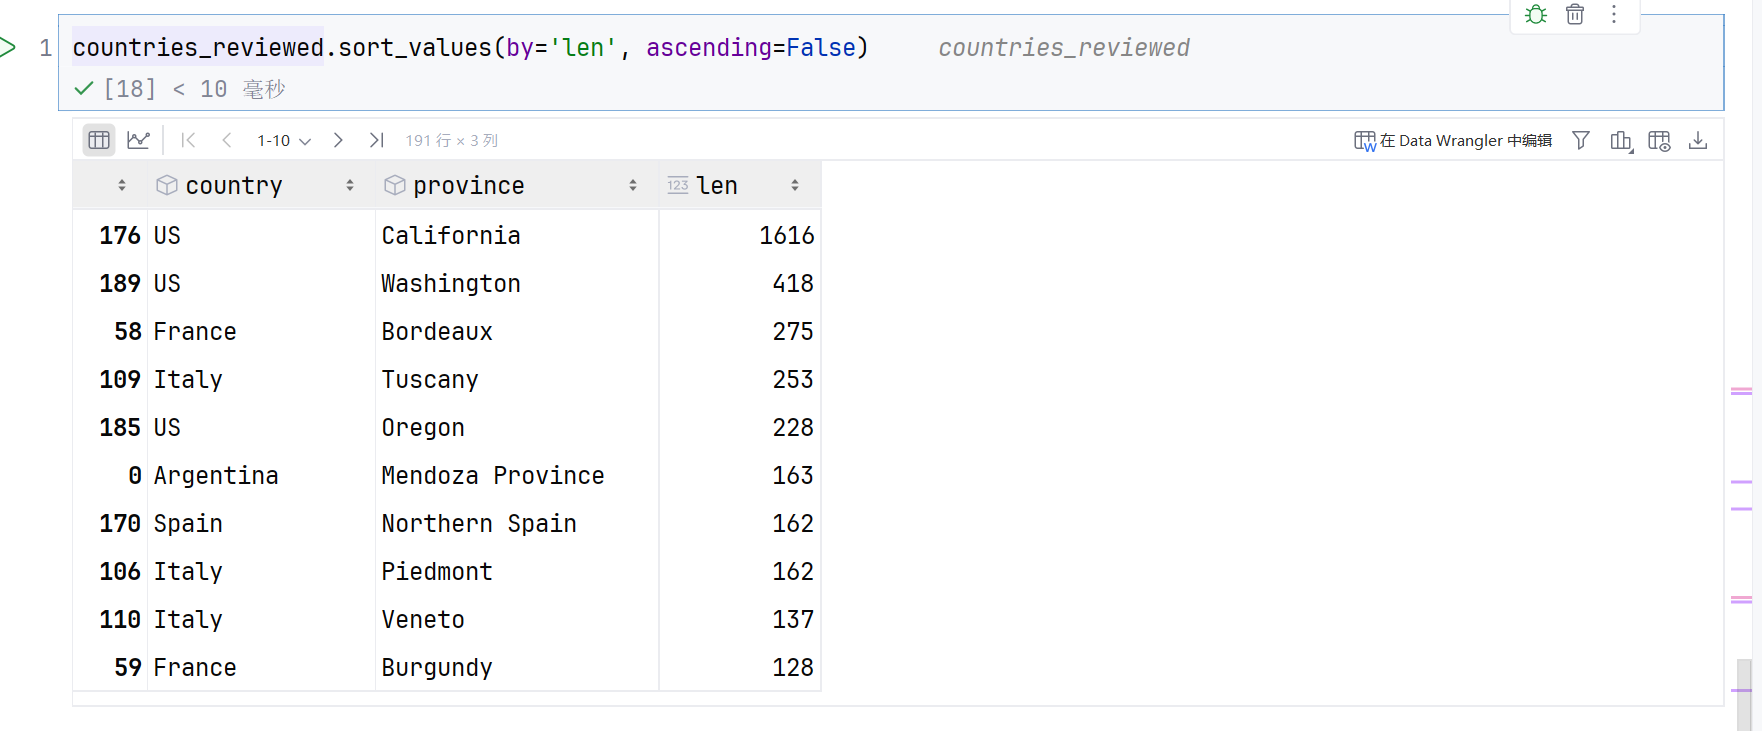 1 countries_reviewed.sort_values(by='len', ascending=False) countries_reviewed
[18] < 10 毫秒
1-10 191 行 × 3 列 在 Data Wrangler 中编辑
country province 123 len
176 US California 1616
189 US Washington 418
58 France Bordeaux 275
109 Italy Tuscany 253
185 US Oregon 228
0 Argentina Mendoza Province 163
170 Spain Northern Spain 162
106 Italy Piedmont 162
110 Italy Veneto 137
59 France Burgundy 128